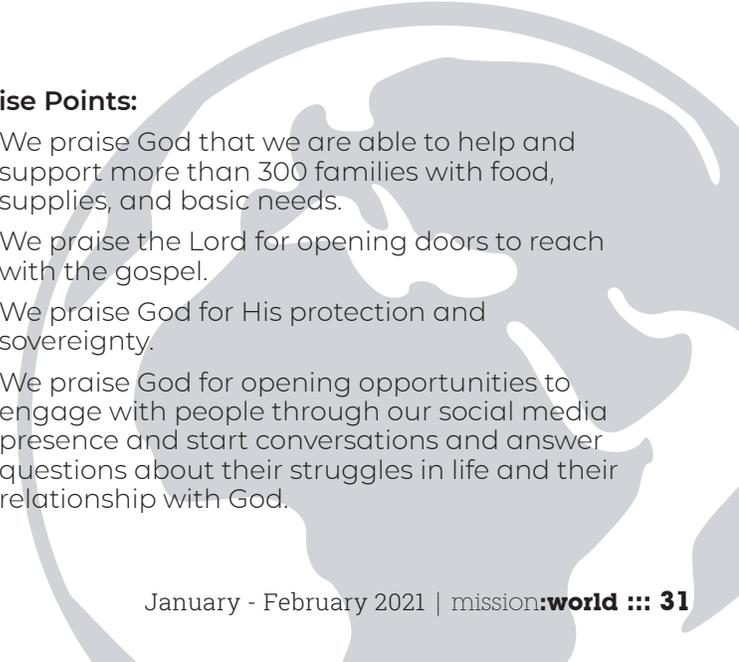 ise Points:
We praise God that we are able to help and
support more than 300 families with food,
supplies, and basic needs.
We praise the Lord for opening doors to reach
with the gospel.
We praise God for His protection and
sovereignty.
We praise God for opening opportunities to
engage with people through our social media
presence and start conversations and answer
questions about their struggles in life and their
relationship with God.
January - February 2021 | mission:world ::: 31